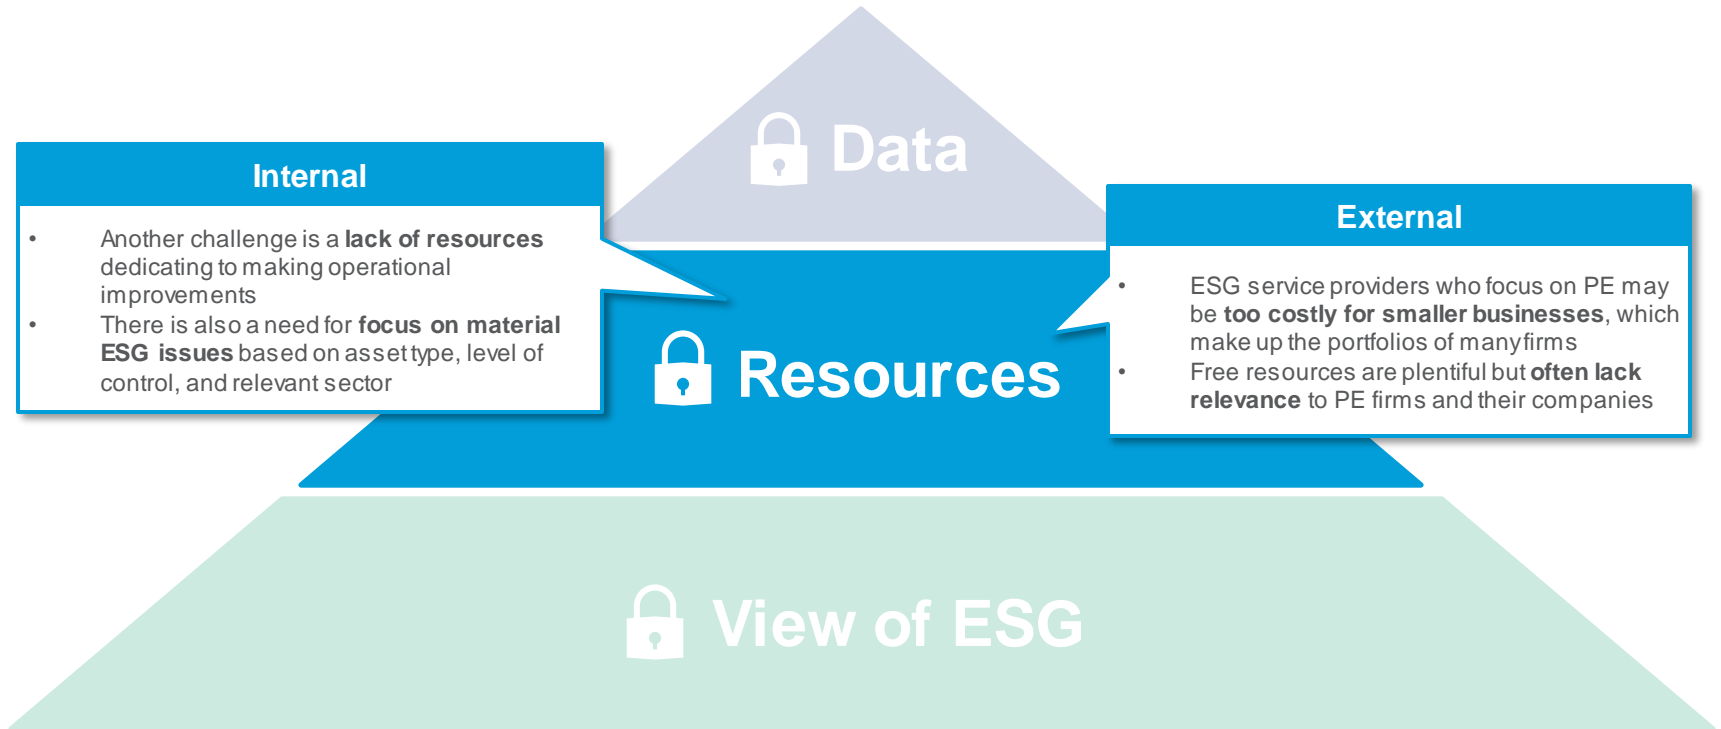 Data
Internal
• Another challenge is a lack of resources
dedicating to making operational
improvements
• There is also a need for focus on material
ESG issues based on asset type, level of
control, and relevant sector
External
• ESG service providers who focus on PE may
be too costly for smaller businesses, which
make up the portfolios of many firms
• Free resources are plentiful but often lack
relevance to PE firms and their companies
Resources
View of ESG